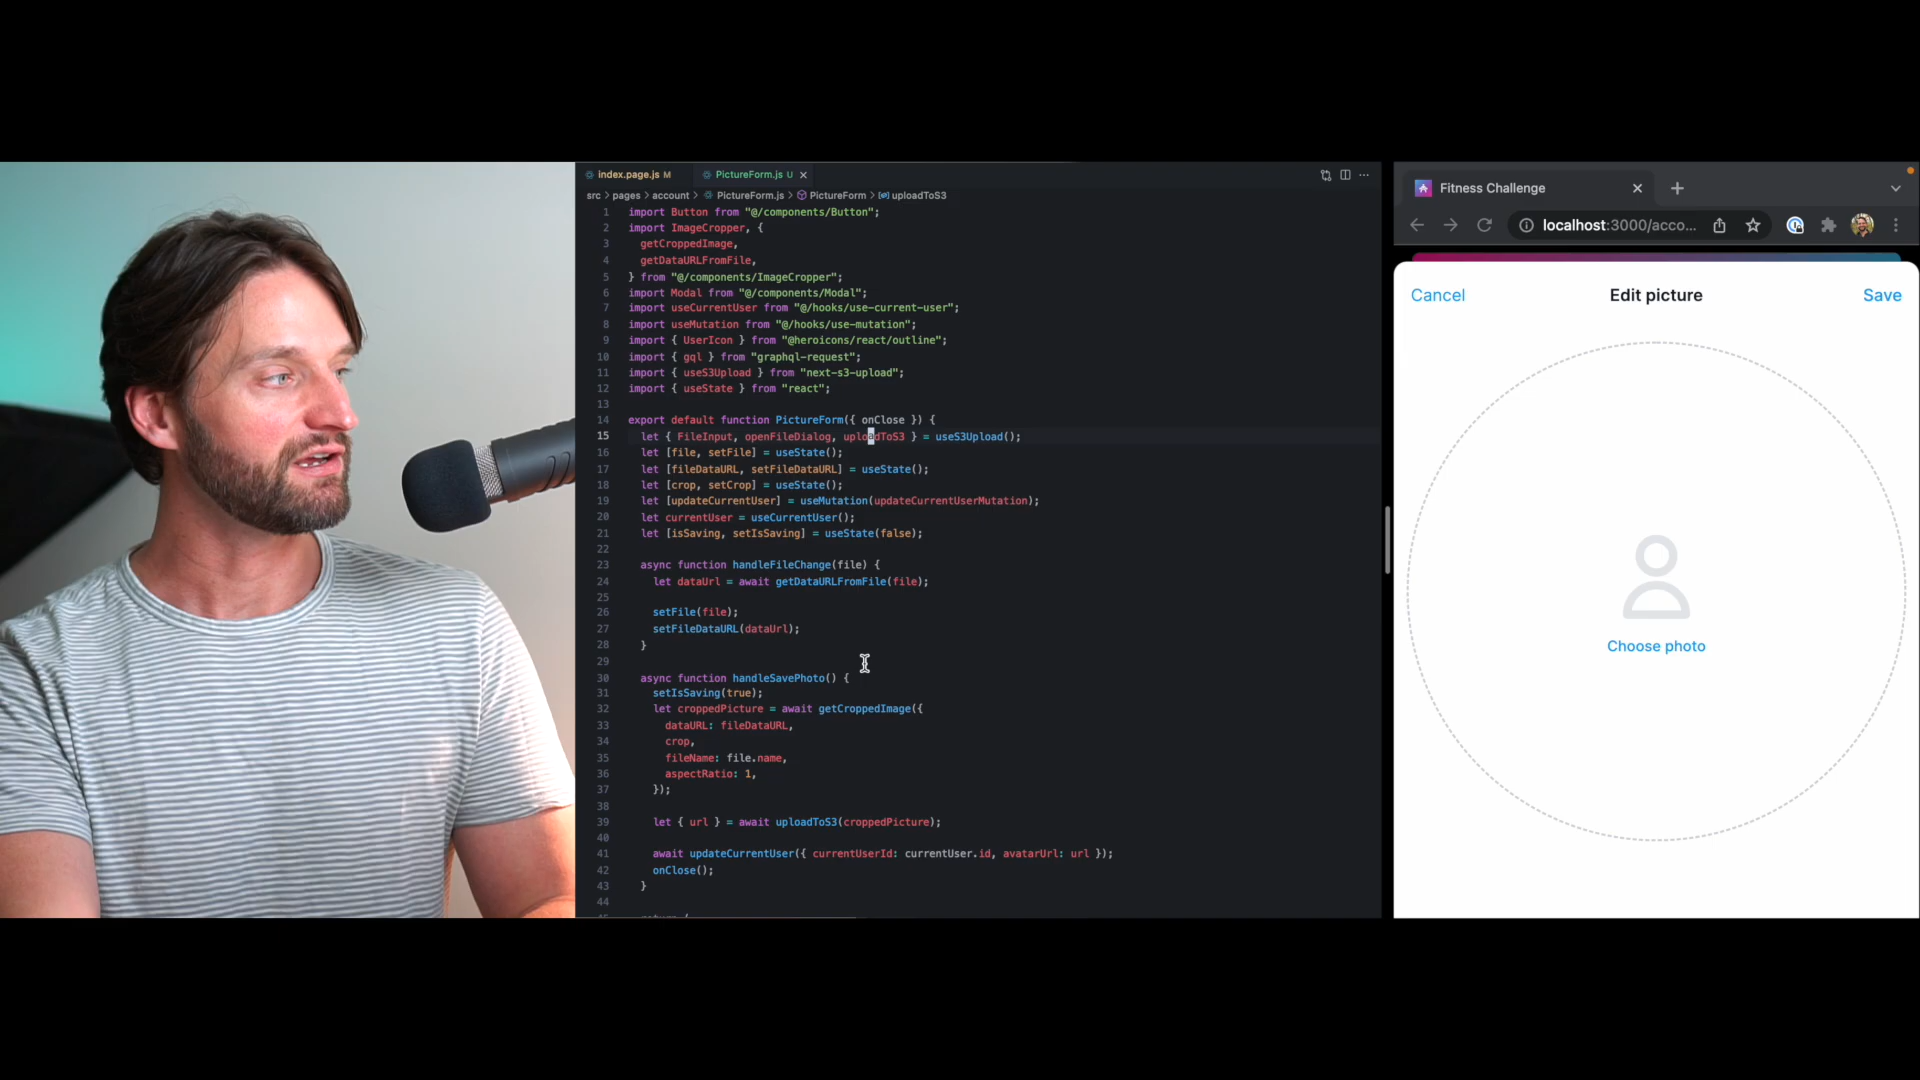 index.page.js M
PictureForm.js U
src > pages > account > PictureForm.js > PictureForm > uploadToS3
1 import Button from "@/components/Button";
2 import ImageCropper, {
3 getCroppedImage,
4 getDataURLFromFile,
5 } from "@/components/ImageCropper";
6 import Modal from "@/components/Modal";
7 import useCurrentUser from "@/hooks/use-current-user";
8 import useMutation from "@/hooks/use-mutation";
9 import { UserIcon } from "@heroicons/react/outline";
10 import { gql } from "graphql-request";
11 import { useS3Upload } from "next-s3-upload";
12 import { useState } from "react";
13
14 export default function PictureForm({ onClose }) {
15 let { FileInput, openFileDialog, uploadToS3 } = useS3Upload();
16 let [file, setFile] = useState();
17 let [fileDataURL, setFileDataURL] = useState();
18 let [crop, setCrop] = useState();
19 let [updateCurrentUser] = useMutation(updateCurrentUserMutation);
20 let currentUser = useCurrentUser();
21 let [isSaving, setIsSaving] = useState(false);
22
23 async function handleFileChange(file) {
24 let dataUrl = await getDataURLFromFile(file);
25
26 setFile(file);
27 setFileDataURL(dataUrl);
28 }
29
30 async function handleSavePhoto() {
31 setIsSaving(true);
32 let croppedPicture = await getCroppedImage({
33 dataURL: fileDataURL,
34 crop,
35 fileName: file.name,
36 aspectRatio: 1,
37 });
38
39 let { url } = await uploadToS3(croppedPicture);
40
41 await updateCurrentUser({ currentUserId: currentUser.id, avatarUrl: url });
42 onClose();
43 }
44
Fitness Challenge
localhost:3000/acco...
Cancel
Edit picture
Save
Choose photo